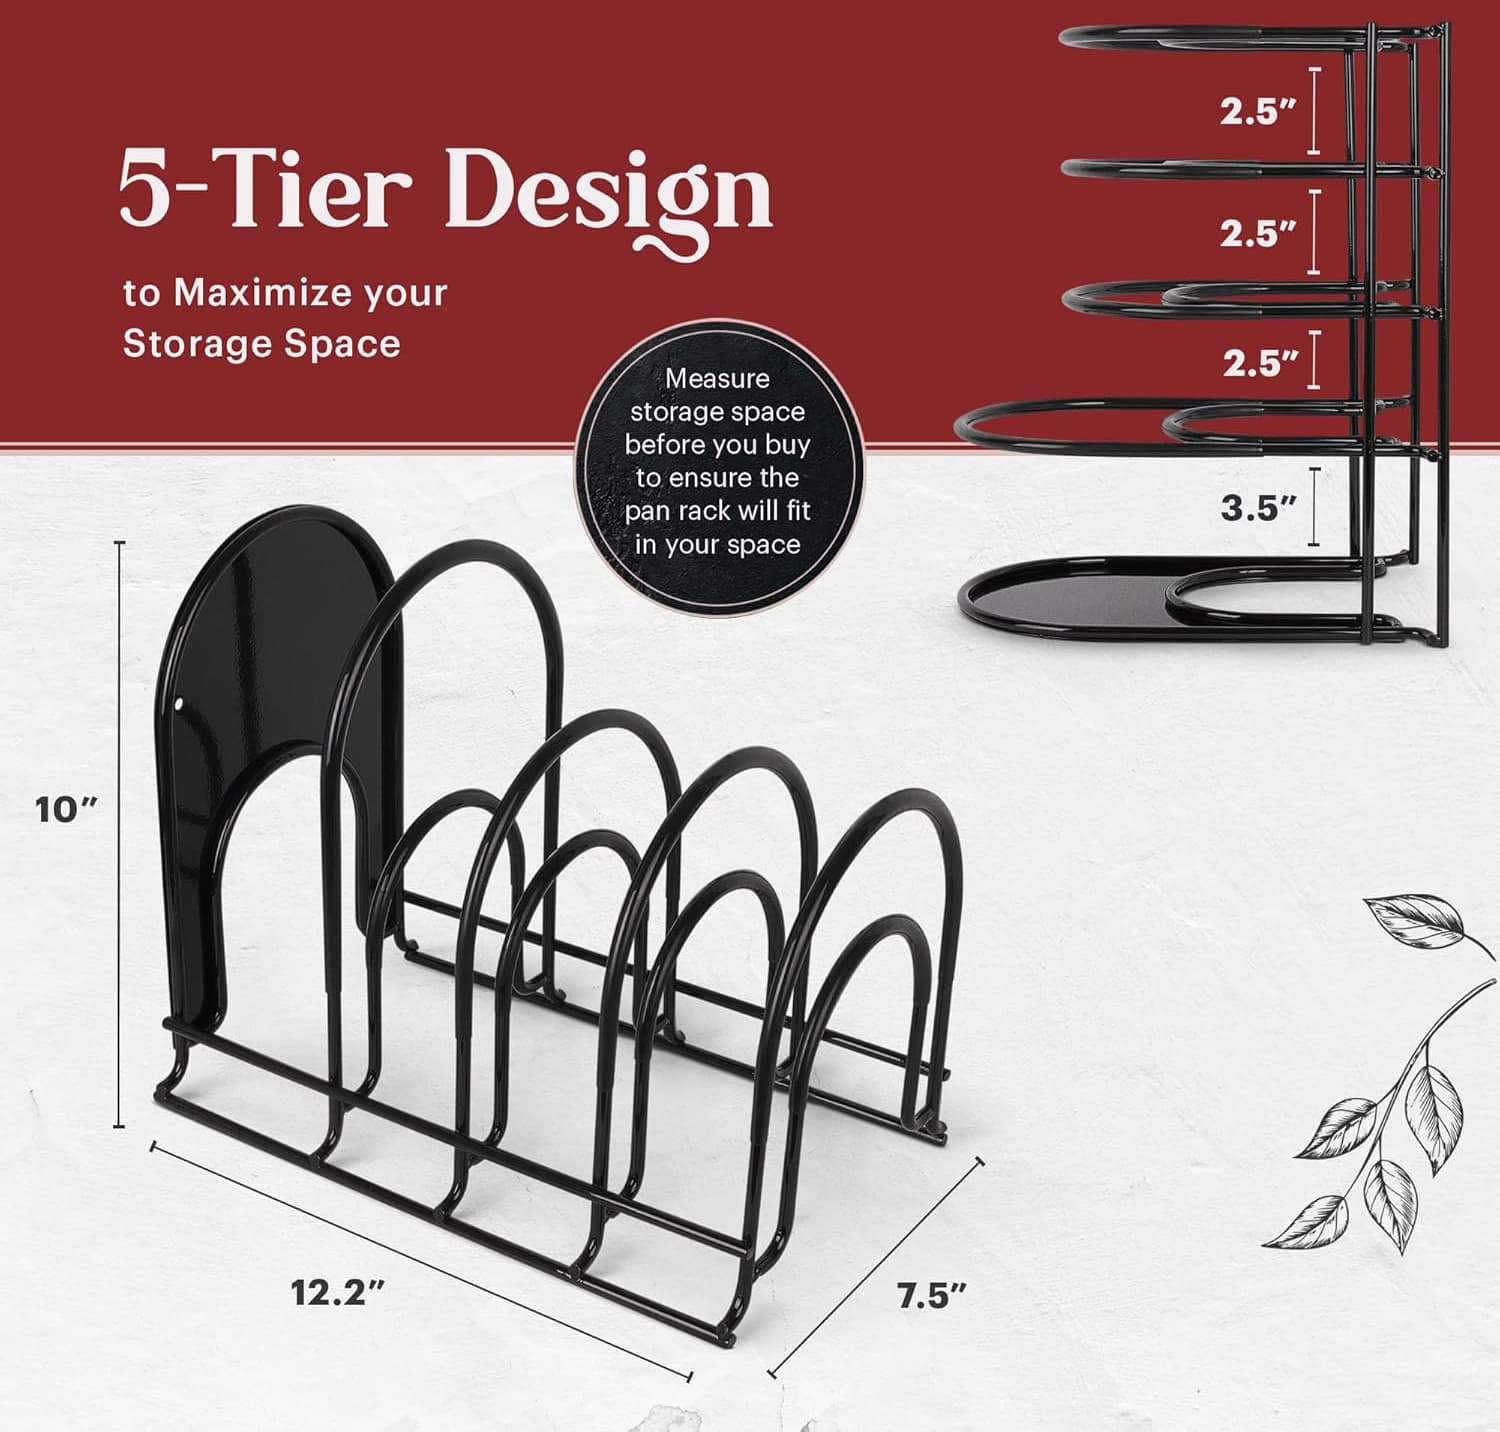 5-Tier Design
to Maximize your
Storage Space
Measure
storage space
before you buy
to ensure the
pan rack will fit
in your space
2.5”
2.5”
2.5”
3.5”
10”
12.2”
7.5”